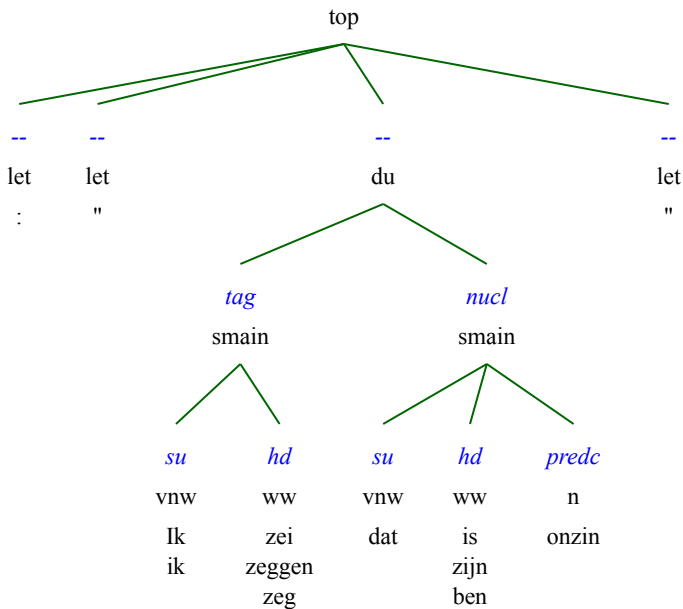 top
-- -- -- --
let let du let
: " "
tag nucl
smain smain
su hd su hd predc
vnw ww vnw ww n
Ik zei dat is onzin
ik zeggen zijn
zeg ben